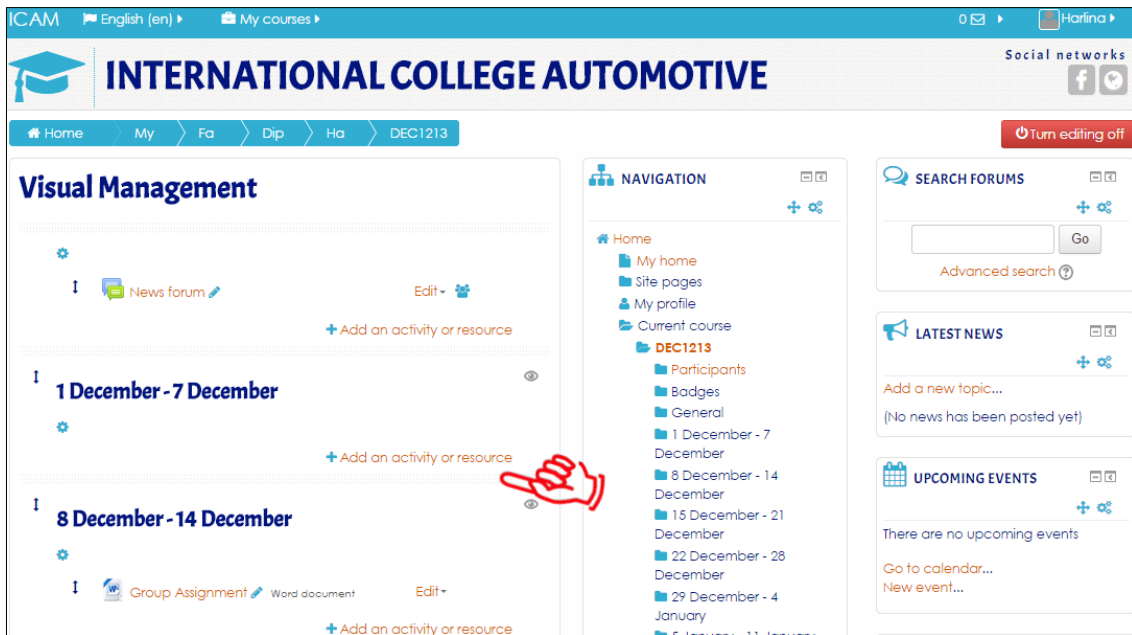 ICAM English (en) My courses 0 Harlina
INTERNATIONAL COLLEGE AUTOMOTIVE
Social networks
Home My Fa Dip Ha DEC1213
Turn editing off
Visual Management
News forum Edit
Add an activity or resource
1 December - 7 December
Add an activity or resource
8 December - 14 December
Group Assignment Word document Edit
Add an activity or resource
NAVIGATION
Home
My home
Site pages
My profile
Current course
DEC1213
Participants
Badges
General
1 December - 7
December
8 December - 14
December
15 December - 21
December
22 December - 28
December
29 December - 4
January
5 January - 11 January
SEARCH FORUMS
Go
Advanced search ?
LATEST NEWS
Add a new topic...
(No news has been posted yet)
UPCOMING EVENTS
There are no upcoming events
Go to calendar...
New event...